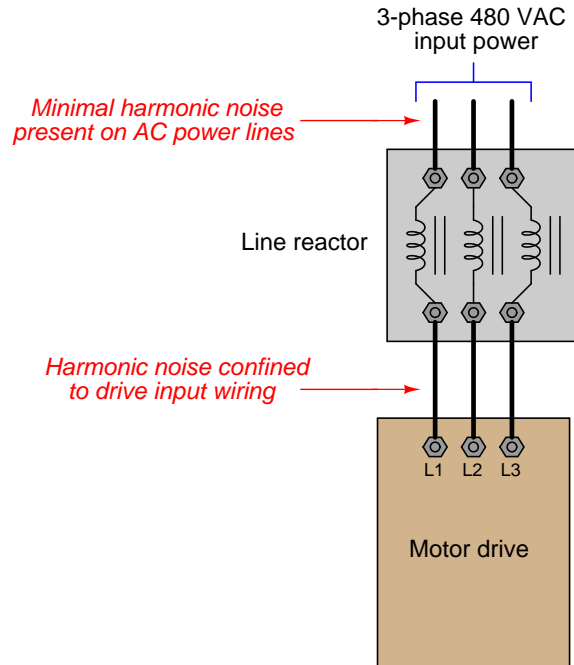 3-phase 480 VAC
input power
Minimal harmonic noise
present on AC power lines
Line reactor
Harmonic noise confined
to drive input wiring
L1 L2 L3
Motor drive